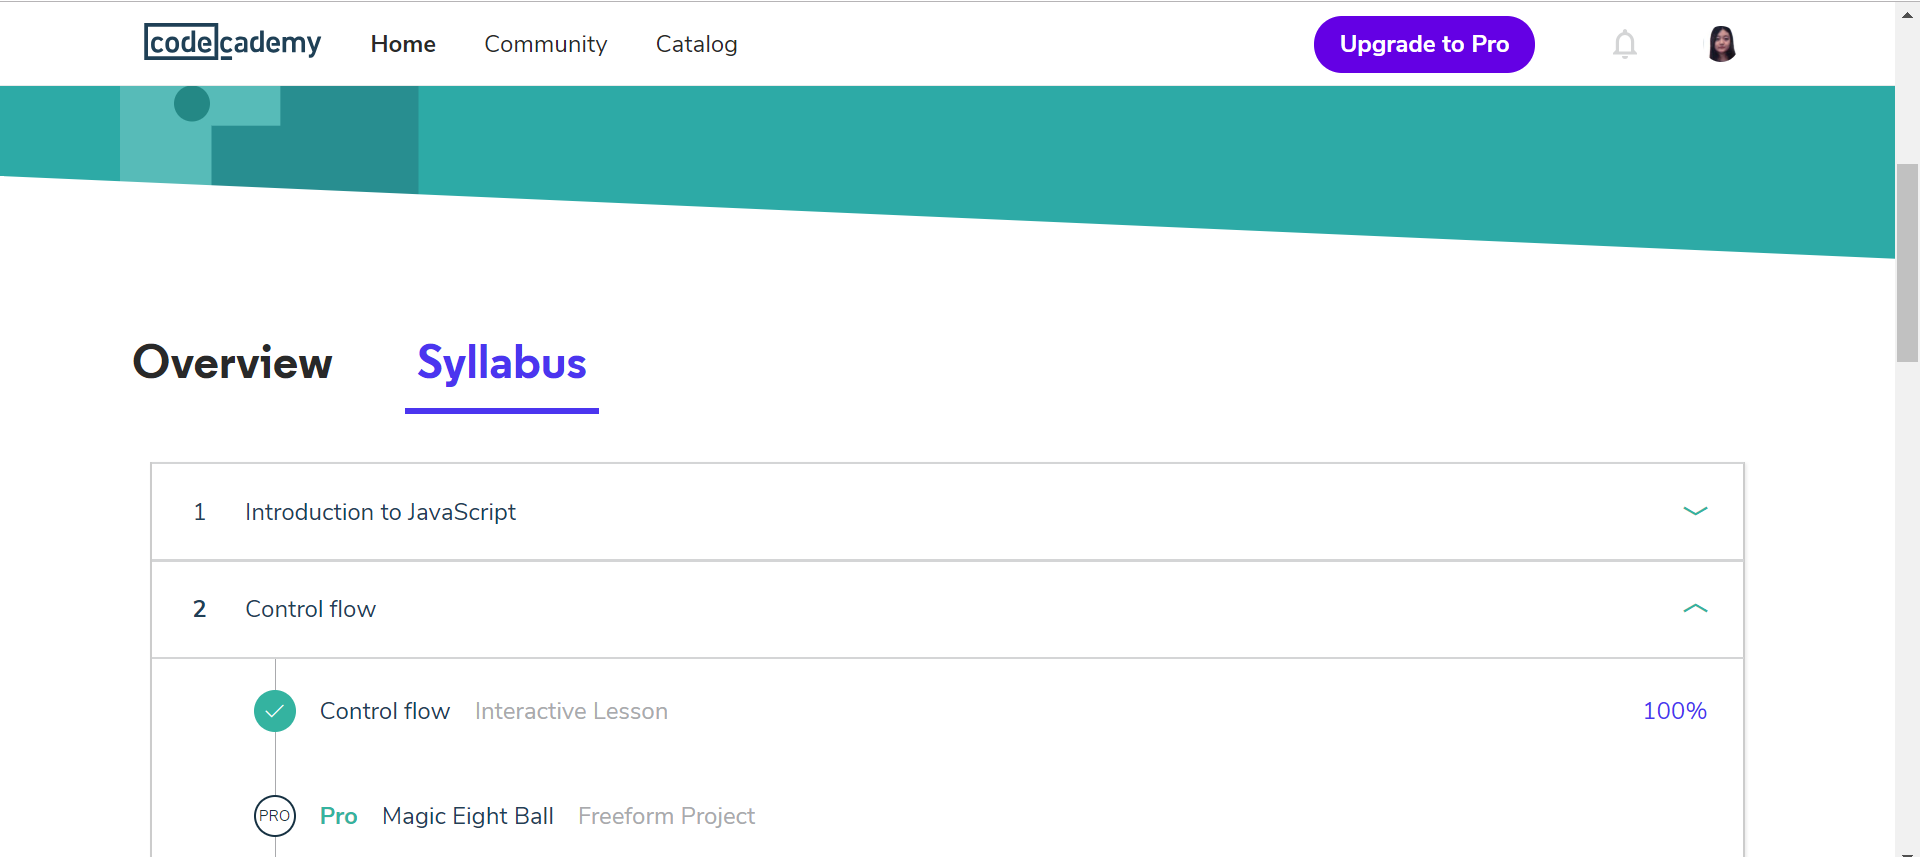 codecademy Home Community Catalog Upgrade to Pro
Overview Syllabus
1 Introduction to JavaScript
2 Control flow
Control flow Interactive Lesson 100%
PRO Pro Magic Eight Ball Freeform Project